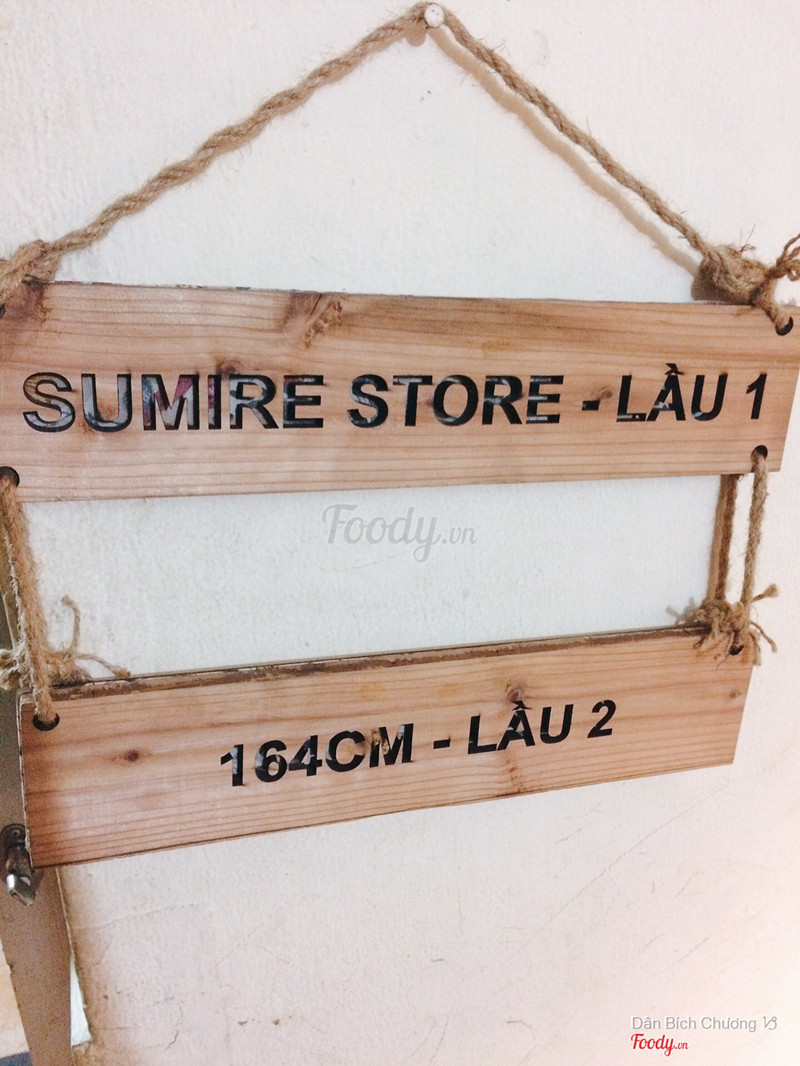 SUMIRE STORE - LẦU 1
Foody.vn
164CM - LẦU 2
Dân Bích Chương
Foody.vn